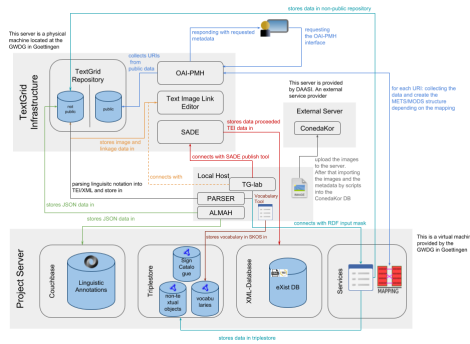 stores data in non-public repository
This server is a physical
machine located at the
GWDG in Goettingen
responding with requested
metadata
requesting
the OAI-PMH
interface
TextGrid
Infrastructure
TextGrid
Repository
not
public
public
collects URIs
from
public data
OAI-PMH
Text Image Link
Editor
SADE
stores image and
linkage data in
stores data proceeded
TEI data in
This server is provided
by DAASI. An external
service provider
External Server
ConedaKor
for each URI: collecting the
data and create the
METS/MODS structure
depending on the mapping
parsing linguistic notation into
TEI/XML and store in
connects with SADE publish tool
connects with
Local Host
TG-lab
PARSER
ALMAH
Vocabulary
Tool
upload the images
to the server.
After that importing
the images and the
metadata by scripts
into the
ConedaKor DB
stores JSON data in
stores JSON data in
stores vocabulary in SKOS in
connects with RDF input mask
This is a virtual machine
provided by the
GWDG in Goettingen
Project Server
Couchbase
Linguistic
Annotations
Triplestore
Sign
Catalo
gue
non-te
xtual
objects
vocabu
laries
XML-Database
eXist DB
Services
MAPPING
stores data in triplestore